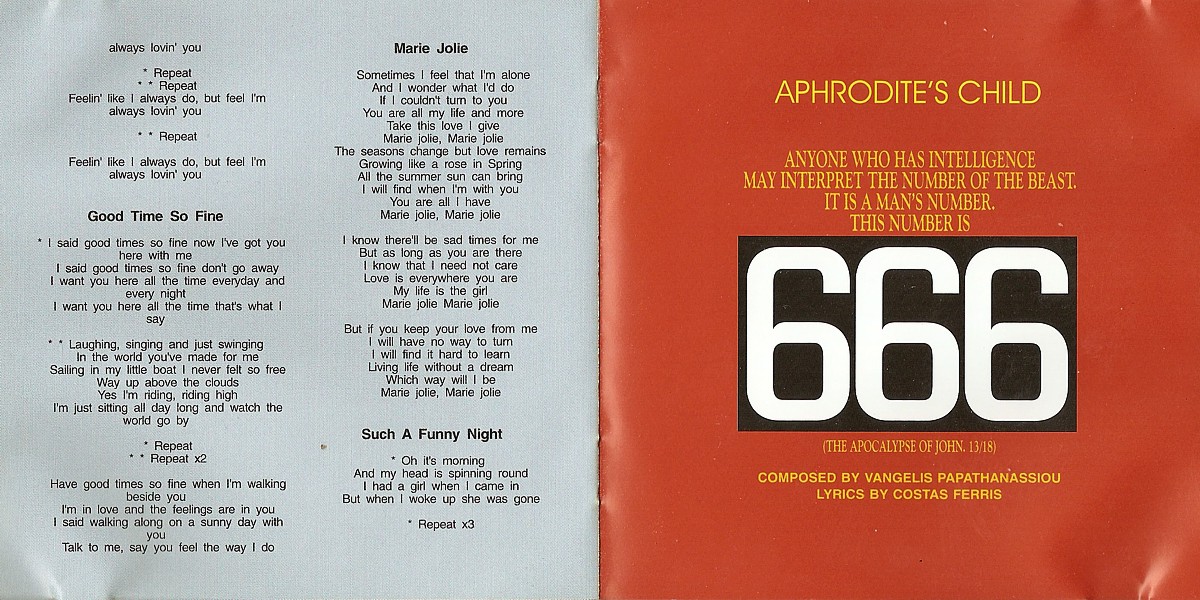 always lovin' you
* Repeat
* * Repeat
Feelin' like I always do, but feel I'm
always lovin' you
* * Repeat
Feelin' like I always do, but feel I'm
always lovin' you
Good Time So Fine
* I said good times so fine now I've got you
here with me
I said good times so fine don't go away
I want you here all the time everyday and
every night
I want you here all the time that's what I
say
* * Laughing, singing and just swinging
In the world you've made for me
Sailing in my little boat I never felt so free
Way up above the clouds
Yes I'm riding, riding high
I'm just sitting all day long and watch the
world go by
* Repeat
* * Repeat x2
Have good times so fine when I'm walking
beside you
I'm in love and the feelings are in you
I said walking along on a sunny day with
you
Talk to me, say you feel the way I do
Marie Jolie
Sometimes I feel that I'm alone
And I wonder what I'd do
If I couldn't turn to you
You are all my life and more
Take this love I give
Marie jolie, Marie jolie
The seasons change but love remains
Growing like a rose in Spring
All the summer sun can bring
I will find when I'm with you
You are all I have
Marie jolie, Marie jolie
I know there'll be sad times for me
But as long as you are there
I know that I need not care
Love is everywhere you are
My life is the girl
Marie jolie Marie jolie
But if you keep your love from me
I will have no way to turn
I will find it hard to learn
Living life without a dream
Which way will I be
Marie jolie, Marie jolie
Such A Funny Night
* Oh it's morning
And my head is spinning round
I had a girl when I came in
But when I woke up she was gone
* Repeat x3
APHRODITE'S CHILD
ANYONE WHO HAS INTELLIGENCE
MAY INTERPRET THE NUMBER OF THE BEAST.
IT IS A MAN'S NUMBER.
THIS NUMBER IS
666
(THE APOCALYPSE OF JOHN. 13/18)
COMPOSED BY VANGELIS PAPATHANASSIOU
LYRICS BY COSTAS FERRIS